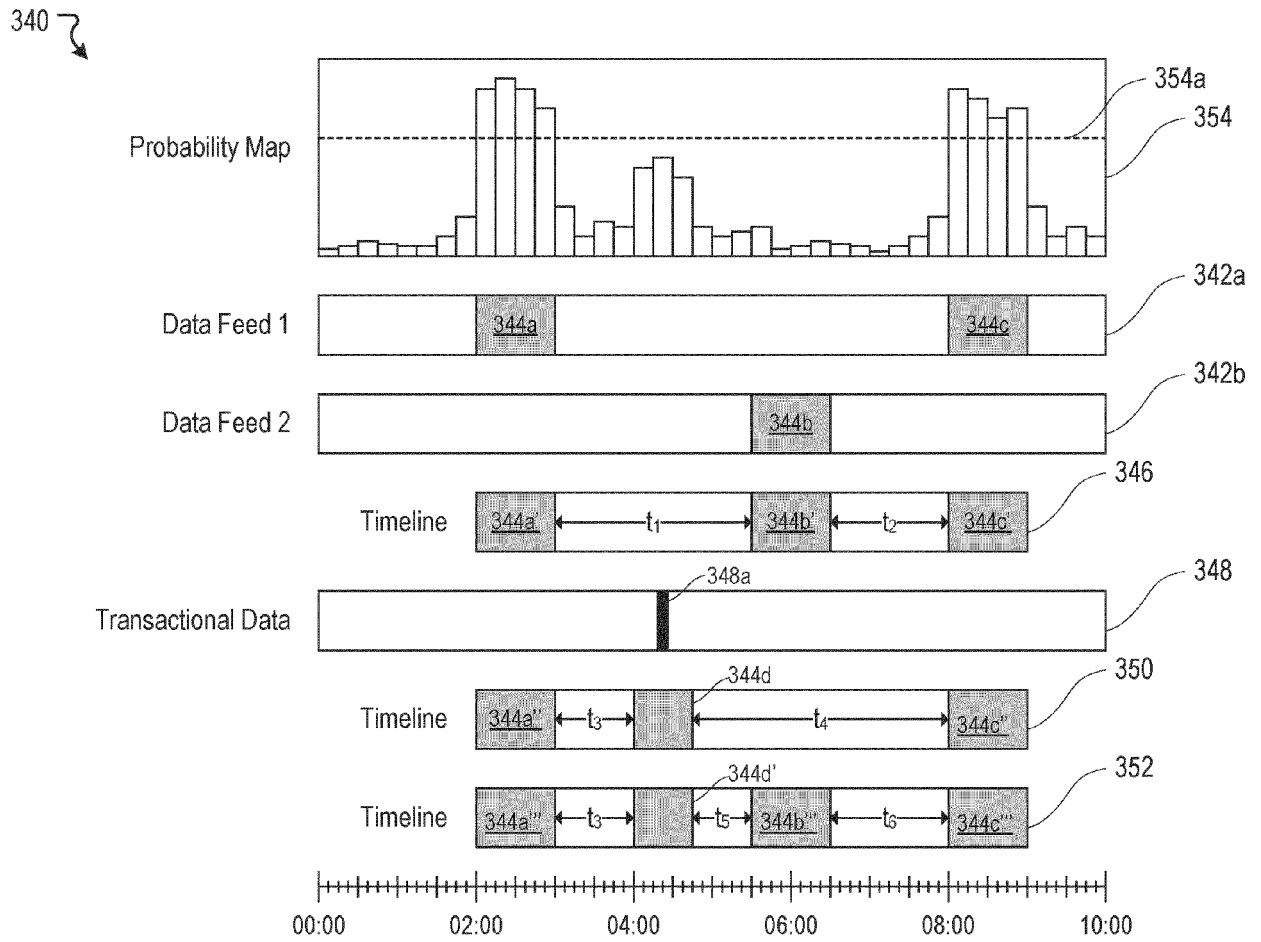 340
354a
354
Probability Map
342a
Data Feed 1
344a
344c
342b
Data Feed 2
344b
346
Timeline
344a'
t1
344b'
t2
344c'
348a
348
Transactional Data
344d
350
Timeline
344a''
t3
t4
344c''
344d'
352
Timeline
344a'''
t3
t5
344b'''
t6
344c'''
00:00 02:00 04:00 06:00 08:00 10:00